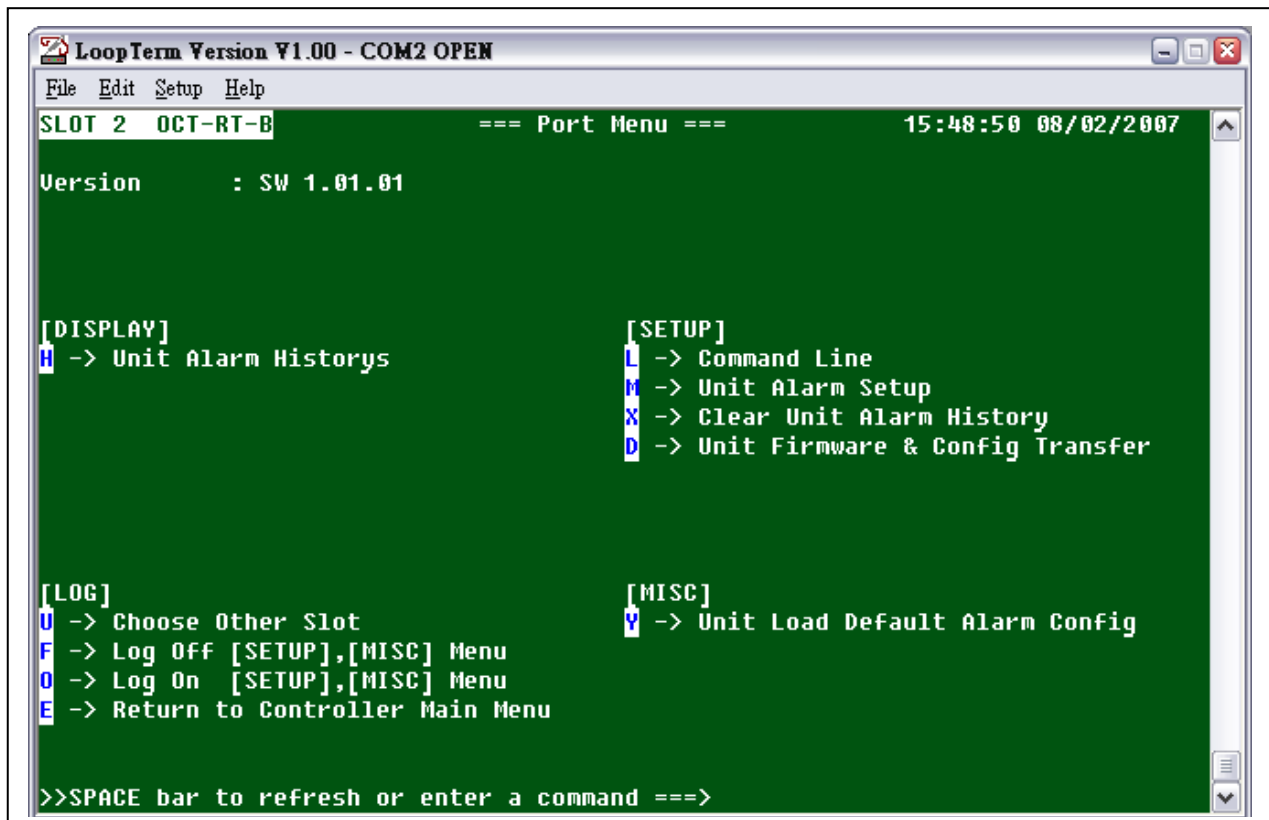 LoopTerm Version V1.00 - COM2 OPEN
File Edit Setup Help
SLOT 2 OCT-RT-B === Port Menu === 15:48:50 08/02/2007
Version : SW 1.01.01
[DISPLAY] [SETUP]
H -> Unit Alarm Historys L -> Command Line
M -> Unit Alarm Setup
X -> Clear Unit Alarm History
D -> Unit Firmware & Config Transfer
[LOG] [MISC]
U -> Choose Other Slot Y -> Unit Load Default Alarm Config
F -> Log Off [SETUP],[MISC] Menu
O -> Log On [SETUP],[MISC] Menu
E -> Return to Controller Main Menu
>>SPACE bar to refresh or enter a command ===>